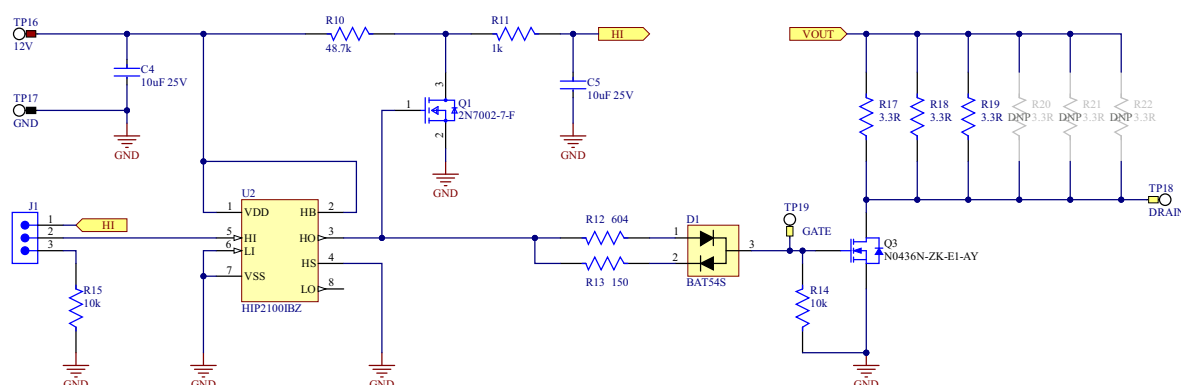 TP16
12V
R10
48.7k
R11
1k
HI
VOUT
C4
10uF 25V
C5
10uF 25V
TP17
GND
GND
3
1
Q1
2N7002-7-F
2
GND
GND
R17
3.3R
R18
3.3R
R19
3.3R
R20
DNP 3.3R
R21
DNP 3.3R
R22
DNP 3.3R
TP18
DRAIN
J1
1
2
3
HI
R15
10k
GND
U2
1 VDD
HB 2
5 HI
HO 3
6 LI
HS 4
7 VSS
LO 8
HIP2100IBZ
GND
GND
R12 604
R13 150
D1
1
2
3
BAT54S
TP19
GATE
R14
10k
Q3
N0436N-ZK-E1-AY
GND